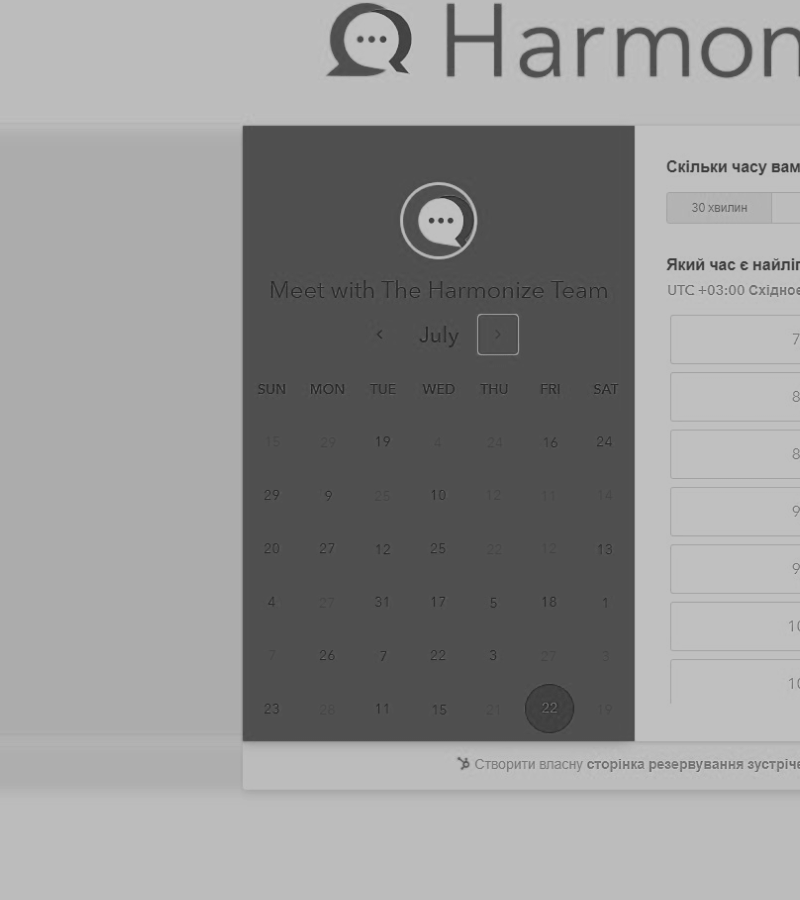 Harmon
Meet with The Harmonize Team
July
SUN MON TUE WED THU FRI SAT
15 29 19 4 24 16 24
29 9 25 10 12 11 14
20 27 12 25 22 12 13
4 27 31 17 5 18 1
7 26 7 22 3 27 3
23 28 11 15 21 22 19
Скільки часу вам
30 хвилин
Який час є найліп
UTC +03:00 Східноє
7
8
8
9
9
10
10
Створити власну сторінка резервування зустріче